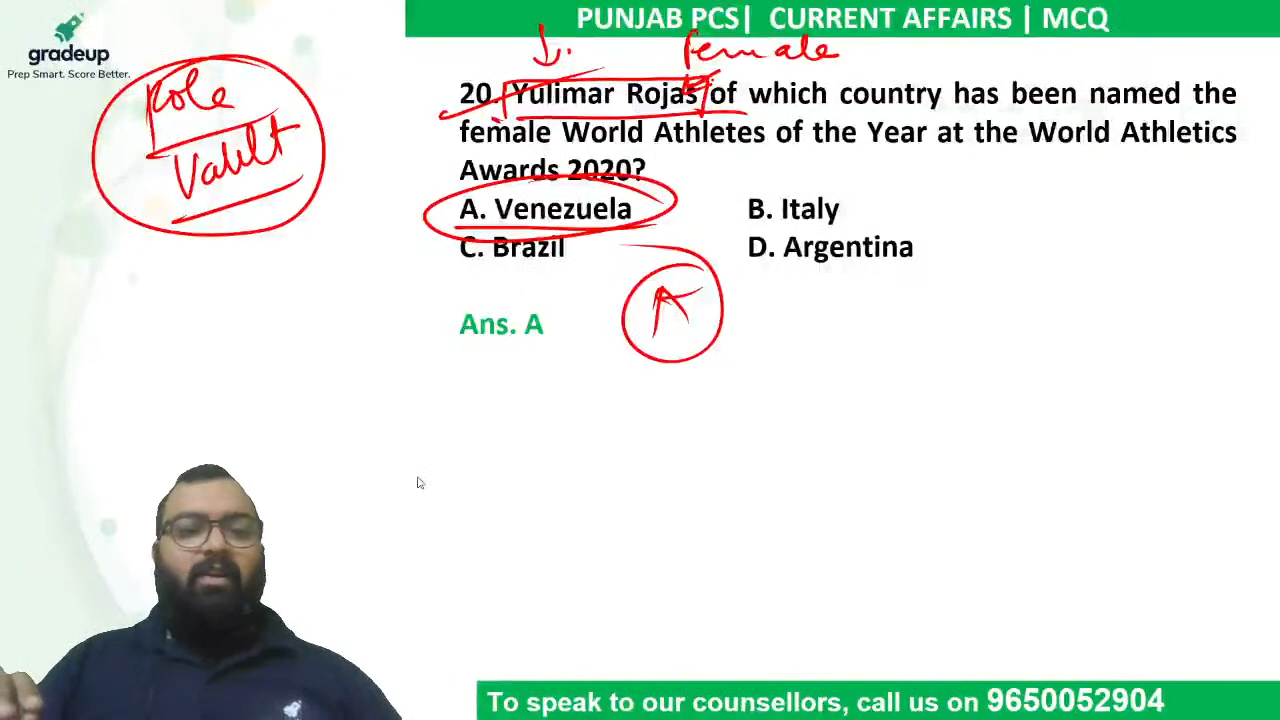 PUNJAB PCS| CURRENT AFFAIRS | MCQ
gradeup
Prep Smart. Score Better.
female
Pole
Vault
20. Yulimar Rojas of which country has been named the
female World Athletes of the Year at the World Athletics
Awards 2020?
A. Venezuela B. Italy
C. Brazil D. Argentina
A
Ans. A
To speak to our counsellors, call us on 9650052904